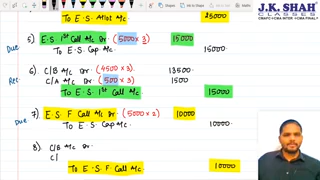 To E.S. Allot A/c 25000
J.K. SHAH
CLASSES
Due 5) E.S 1st Call A/c Dr (5000 × 3) 15000
To E.S. Cap A/c 15000
Rec 6) C/B A/c Dr (4500 × 3) 13500
C/A A/c Dr (500 × 3) 1500
To E.S. 1st Call A/c 15000
Due 7) E.S F Call A/c Dr (5000 × 2) 10000
To E.S Cap A/c 10000
8) C/B A/c Dr
C/
To E.S.F Call A/c 10000